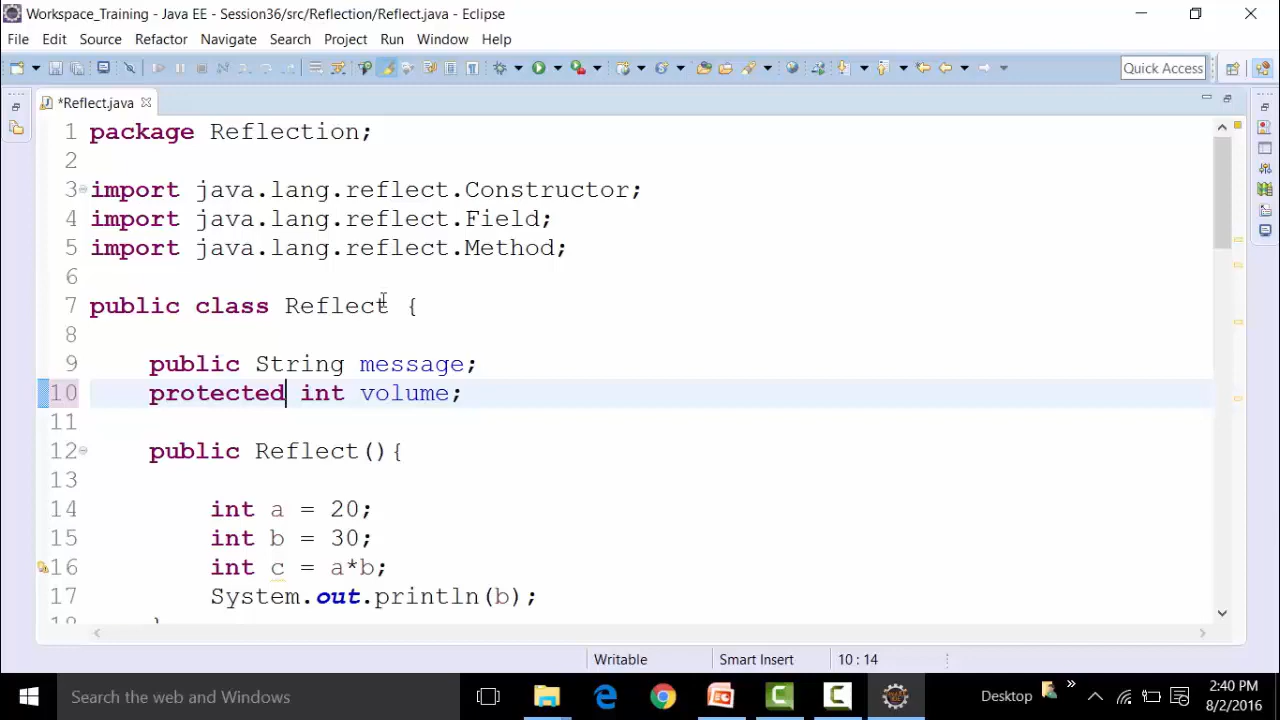 Workspace_Training - Java EE - Session36/src/Reflection/Reflect.java - Eclipse
File Edit Source Refactor Navigate Search Project Run Window Help
Quick Access
*Reflect.java
1 package Reflection;
2
3 import java.lang.reflect.Constructor;
4 import java.lang.reflect.Field;
5 import java.lang.reflect.Method;
6
7 public class Reflect {
8
9 public String message;
10 protected int volume;
11
12 public Reflect(){
13
14 int a = 20;
15 int b = 30;
16 int c = a*b;
17 System.out.println(b);
18 }
Writable Smart Insert 10 : 14
Search the web and Windows Desktop 2:40 PM
8/2/2016